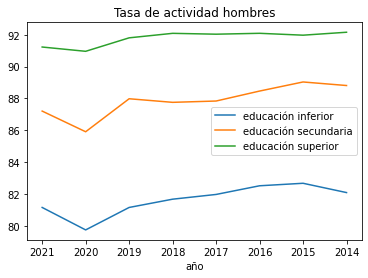 Tasa de actividad hombres
92
90
88
86
84
82
80
educación inferior
educación secundaria
educación superior
2021 2020 2019 2018 2017 2016 2015 2014
año